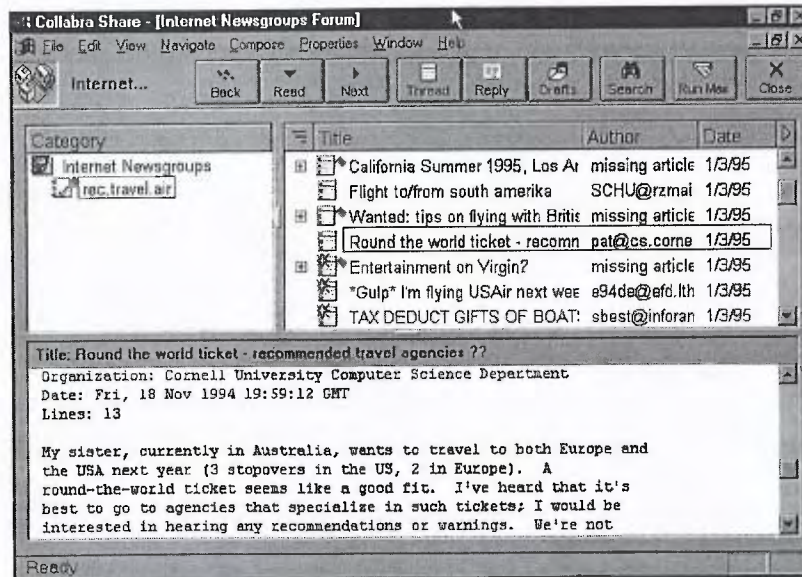 Collabra Share - [Internet Newsgroups Forum]
File Edit View Navigate Compose Properties Window Help
Internet... Back Read Next Thread Reply Drafts Search Run Max Close
Category
Internet Newsgroups
rec.travel.air
Title Author Date
California Summer 1995, Los Ar missing article 1/3/95
Flight to/from south amerika SCHU@rzmai 1/3/95
Wanted: tips on flying with Britis missing article 1/3/95
Round the world ticket - recomn pat@cs.corne 1/3/95
Entertainment on Virgin? missing article 1/3/95
*Gulp* I'm flying USAir next wee e94de@efd.lth 1/3/95
TAX DEDUCT GIFTS OF BOAT: sbest@inforan 1/3/95
Title: Round the world ticket - recommended travel agencies ??
Organization: Cornell University Computer Science Department
Date: Fri, 18 Nov 1994 19:59:12 GMT
Lines: 13
My sister, currently in Australia, wants to travel to both Europe and
the USA next year (3 stopovers in the US, 2 in Europe). A
round-the-world ticket seems like a good fit. I've heard that it's
best to go to agencies that specialize in such tickets; I would be
interested in hearing any recommendations or warnings. We're not
Ready